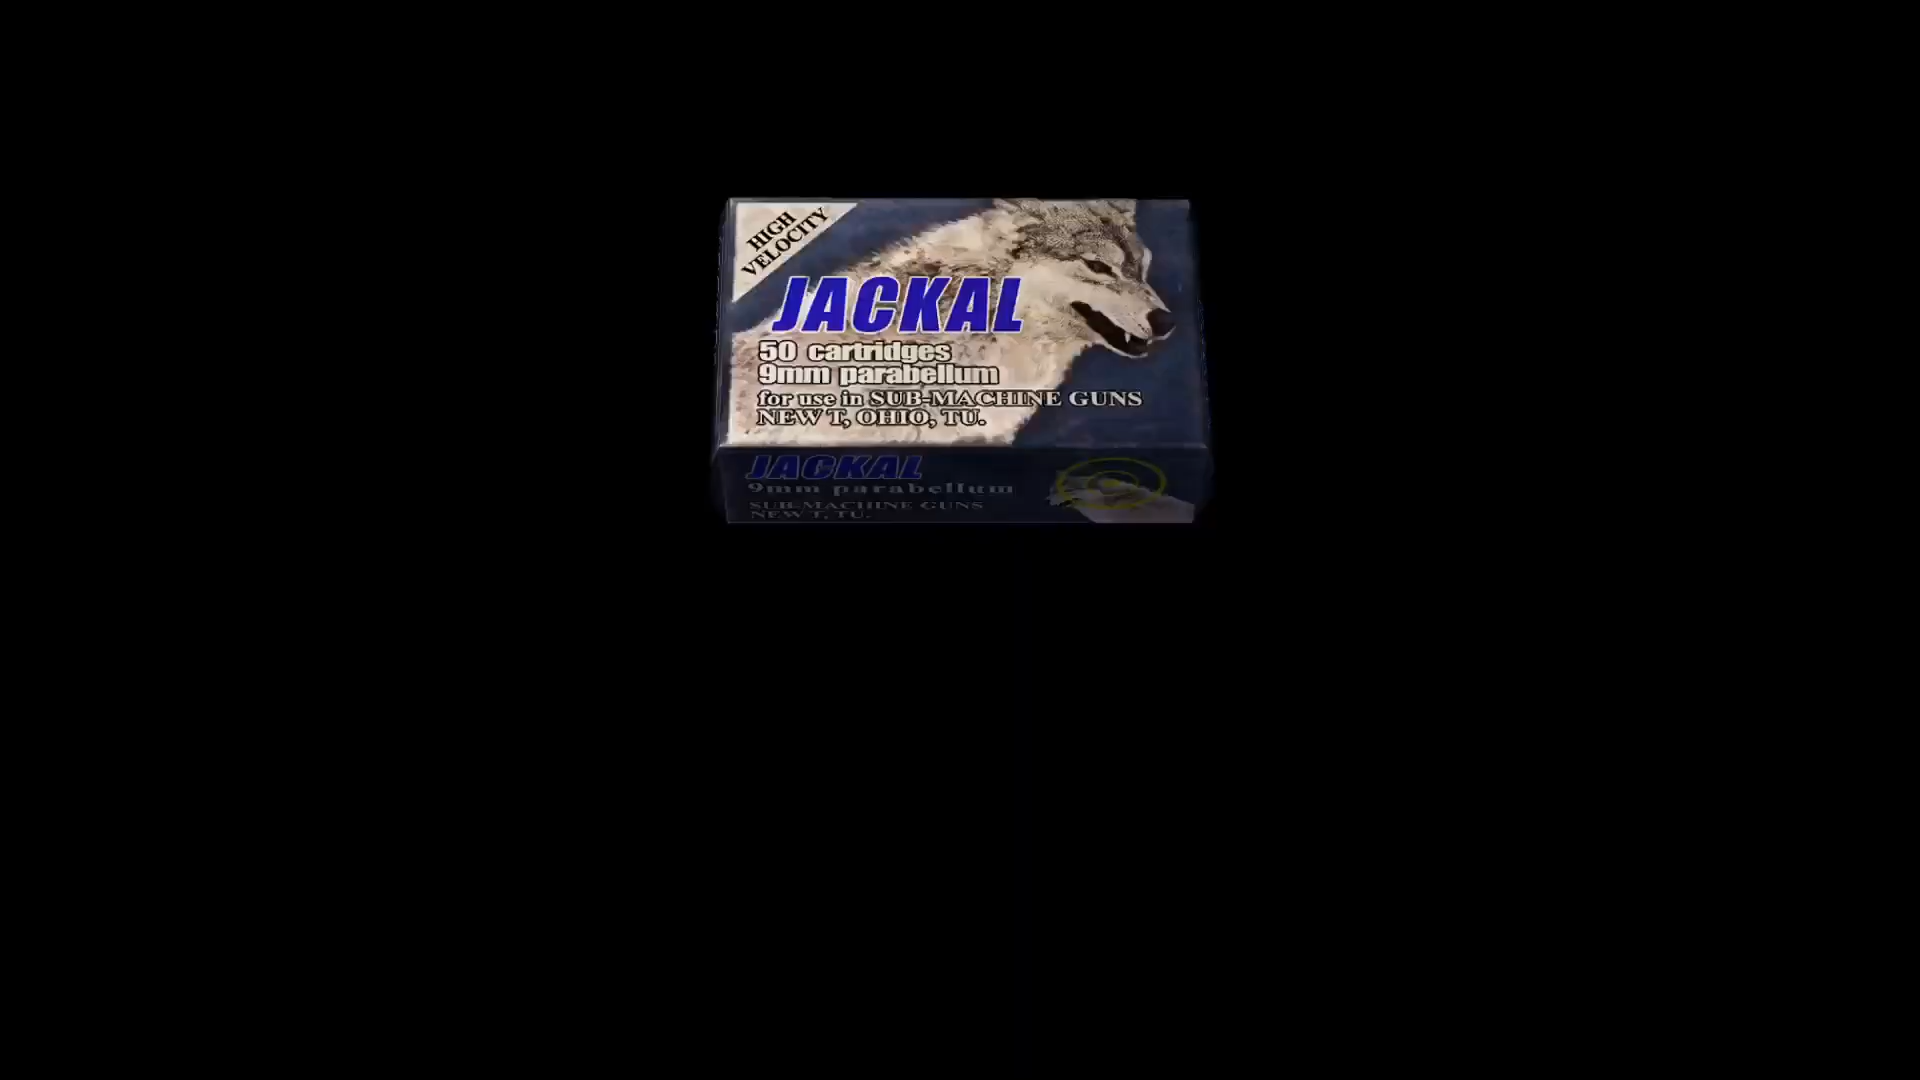 HIGH
VELOCITY
JACKAL
50 cartridges
9mm parabellum
for use in SUB-MACHINE GUNS
NEW T, OHIO, TU.
JACKAL
9mm parabellum
SUB-MACHINE GUNS
NEW T, TU.